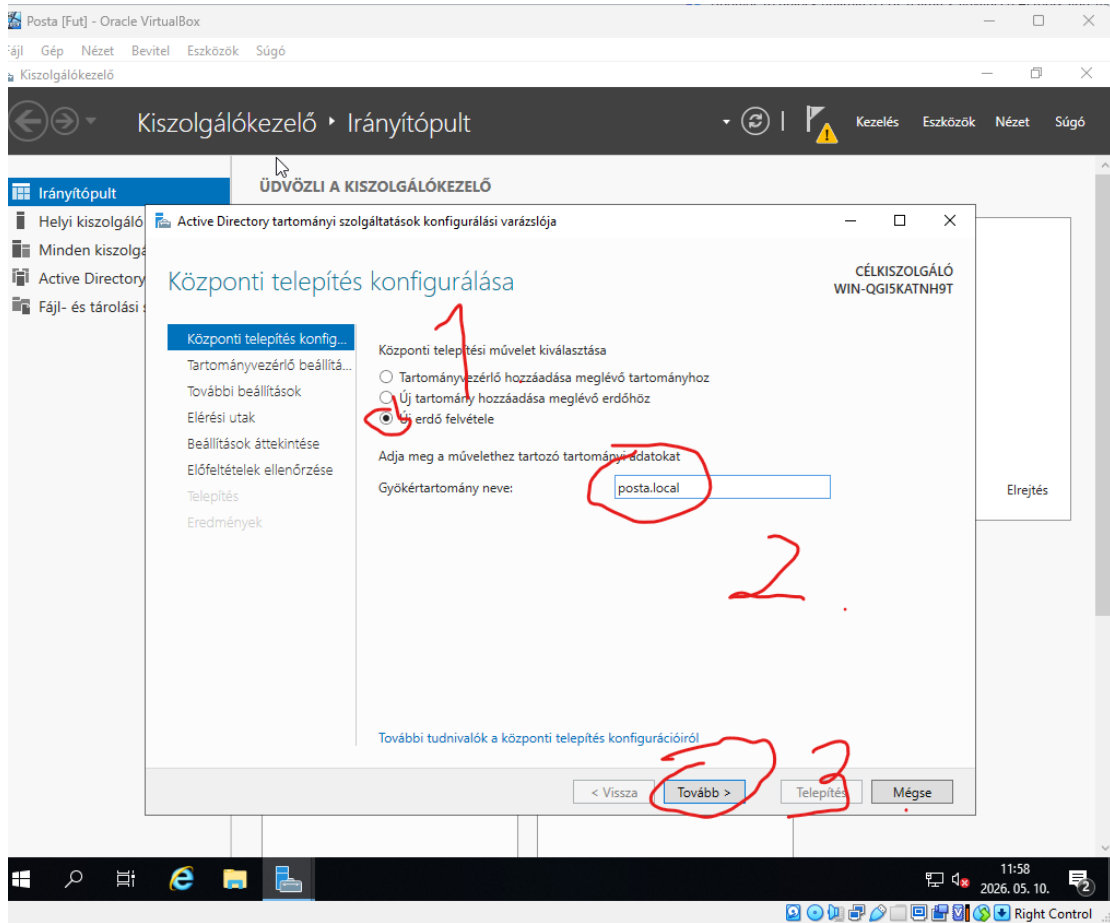 Posta [Fut] - Oracle VirtualBox
Fájl Gép Nézet Bevitel Eszközök Súgó
Kiszolgálókezelő
Kiszolgálókezelő Irányítópult
Kezelés Eszközök Nézet Súgó
ÜDVÖZLI A KISZOLGÁLÓKEZELŐ
Irányítópult
Helyi kiszolgáló
Minden kiszolgá
Active Directory
Fájl- és tárolási
Active Directory tartományi szolgáltatások konfigurálási varázslója
Központi telepítés konfigurálása
CÉLKISZOLGÁLÓ
WIN-QGI5KATNH9T
Központi telepítés konfig...
Tartományvezérlő beállítá...
További beállítások
Elérési utak
Beállítások áttekintése
Előfeltételek ellenőrzése
Telepítés
Eredmények
1
Központi telepítési művelet kiválasztása
Tartományvezérlő hozzáadása meglévő tartományhoz
Új tartomány hozzáadása meglévő erdőhöz
Új erdő felvétele
Adja meg a művelethez tartozó tartományi adatokat
Gyökértartomány neve: posta.local
Elrejtés
2
További tudnivalók a központi telepítés konfigurációiról
3
< Vissza Tovább > Telepítés Mégse
11:58
2026. 05. 10.
2
Right Control